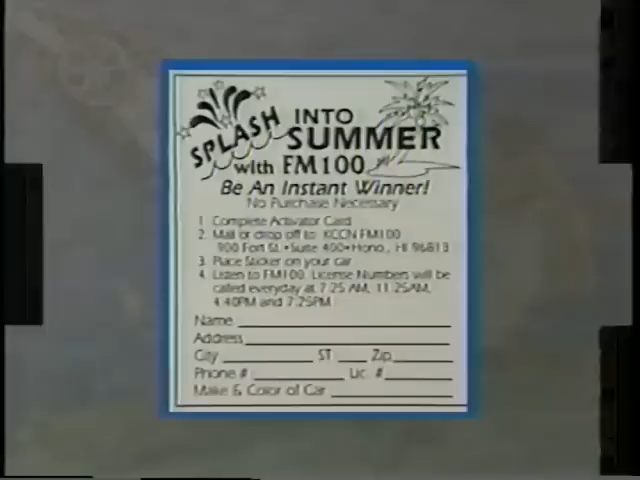 SPLASH INTO
SUMMER
with FM100
Be An Instant Winner!
No Purchase Necessary
1. Complete Activator Card
2. Mail or drop off to: KCCN FM100
900 Fort St. • Suite 400 • Hono., HI 96813
3. Place Sticker on your car
4. Listen to FM100. License Numbers will be
called everyday at 7:25 AM, 11:25AM,
4:40PM and 7:25PM
Name
Address
City ST Zip
Phone # Lic. #
Make & Color of Car